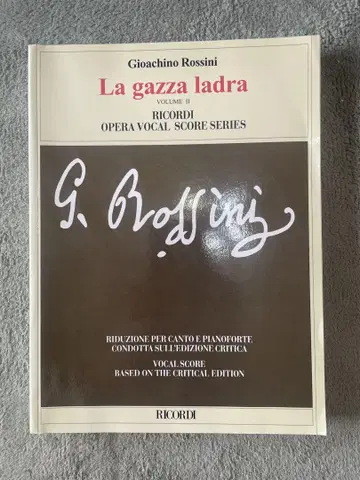 Gioachino Rossini
La gazza ladra
VOLUME II
RICORDI
OPERA VOCAL SCORE SERIES
G. Rossini
RIDUZIONE PER CANTO E PIANOFORTE
CONDOTTA SULL'EDIZIONE CRITICA
VOCAL SCORE
BASED ON THE CRITICAL EDITION
RICORDI